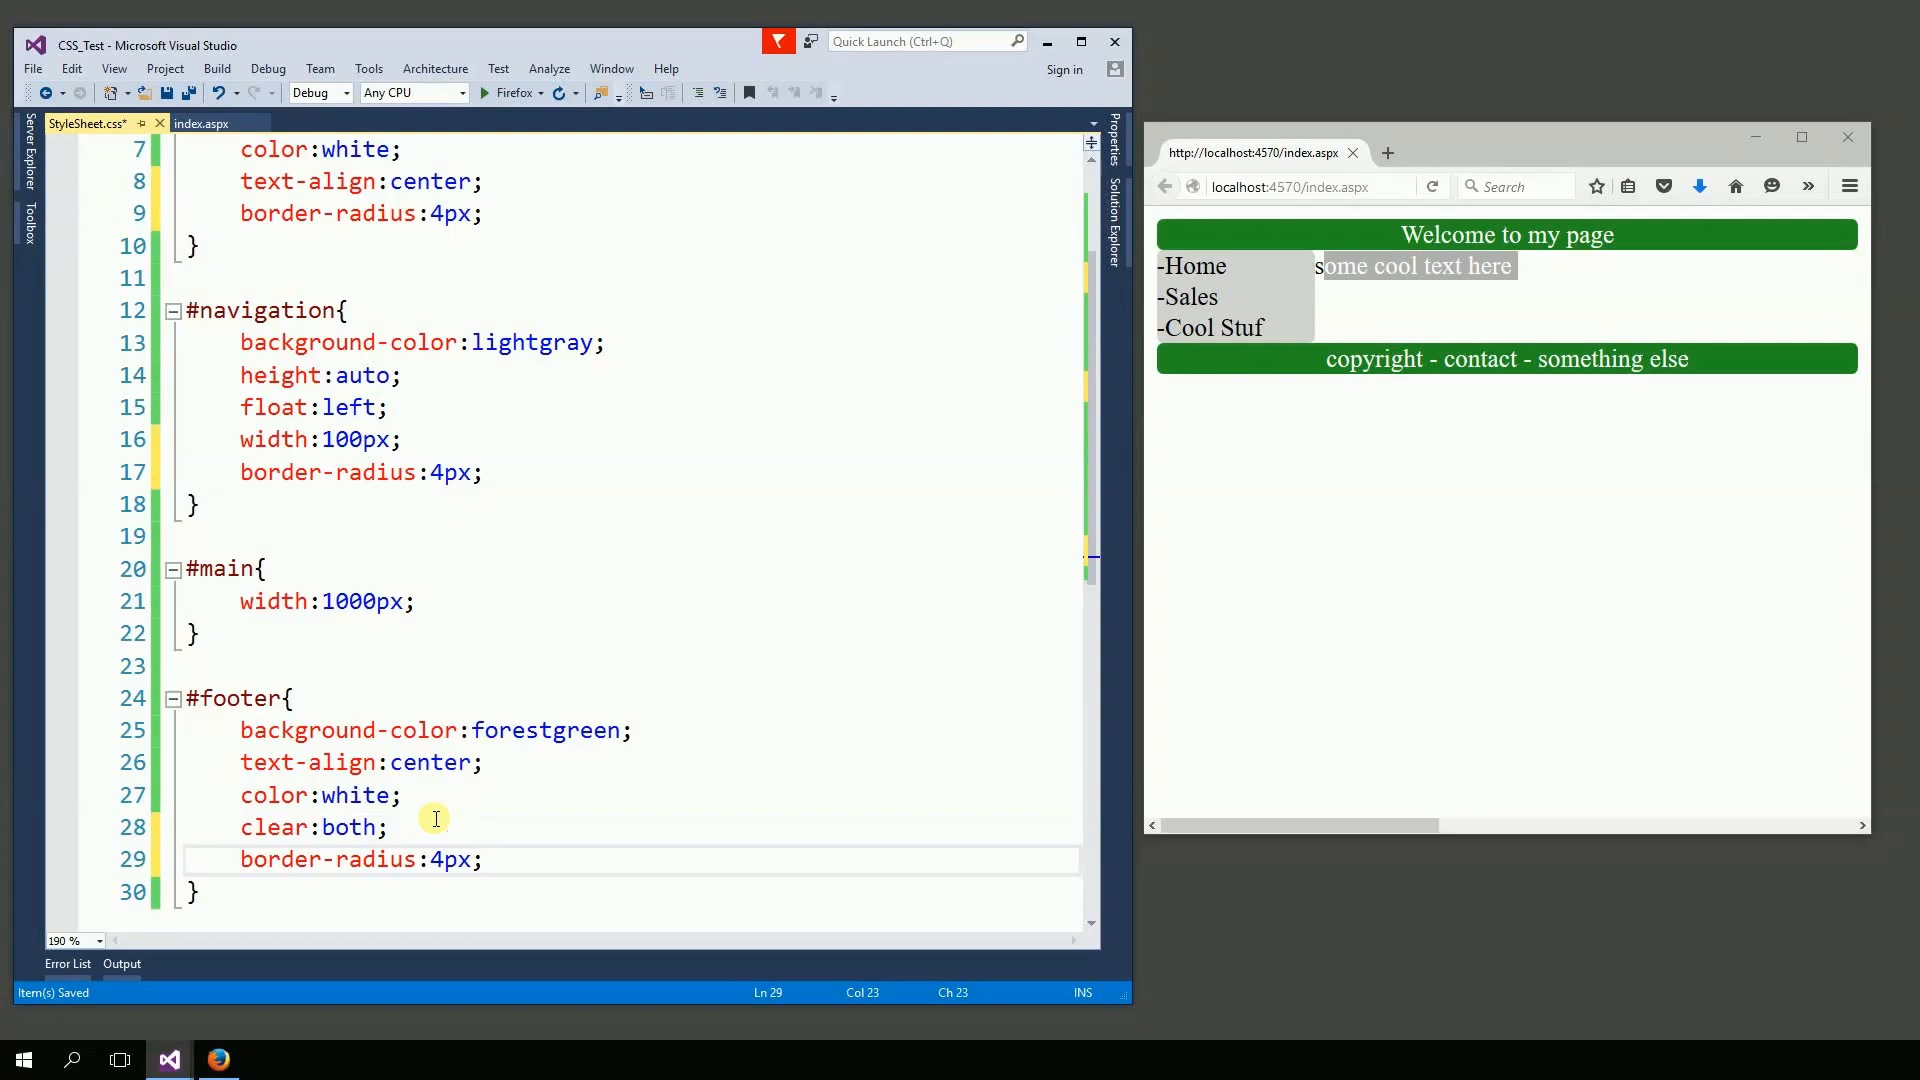 CSS_Test - Microsoft Visual Studio
Quick Launch (Ctrl+Q)
File Edit View Project Build Debug Team Tools Architecture Test Analyze Window Help
Sign in
Debug Any CPU Firefox
Server Explorer
Toolbox
StyleSheet.css* index.aspx
Properties
Solution Explorer
7 color:white;
8 text-align:center;
9 border-radius:4px;
10 }
11
12 #navigation{
13 background-color:lightgray;
14 height:auto;
15 float:left;
16 width:100px;
17 border-radius:4px;
18 }
19
20 #main{
21 width:1000px;
22 }
23
24 #footer{
25 background-color:forestgreen;
26 text-align:center;
27 color:white;
28 clear:both;
29 border-radius:4px;
30 }
190 %
Error List Output
Item(s) Saved Ln 29 Col 23 Ch 23 INS
http://localhost:4570/index.aspx
localhost:4570/index.aspx Search
Welcome to my page
-Home some cool text here
-Sales
-Cool Stuf
copyright - contact - something else